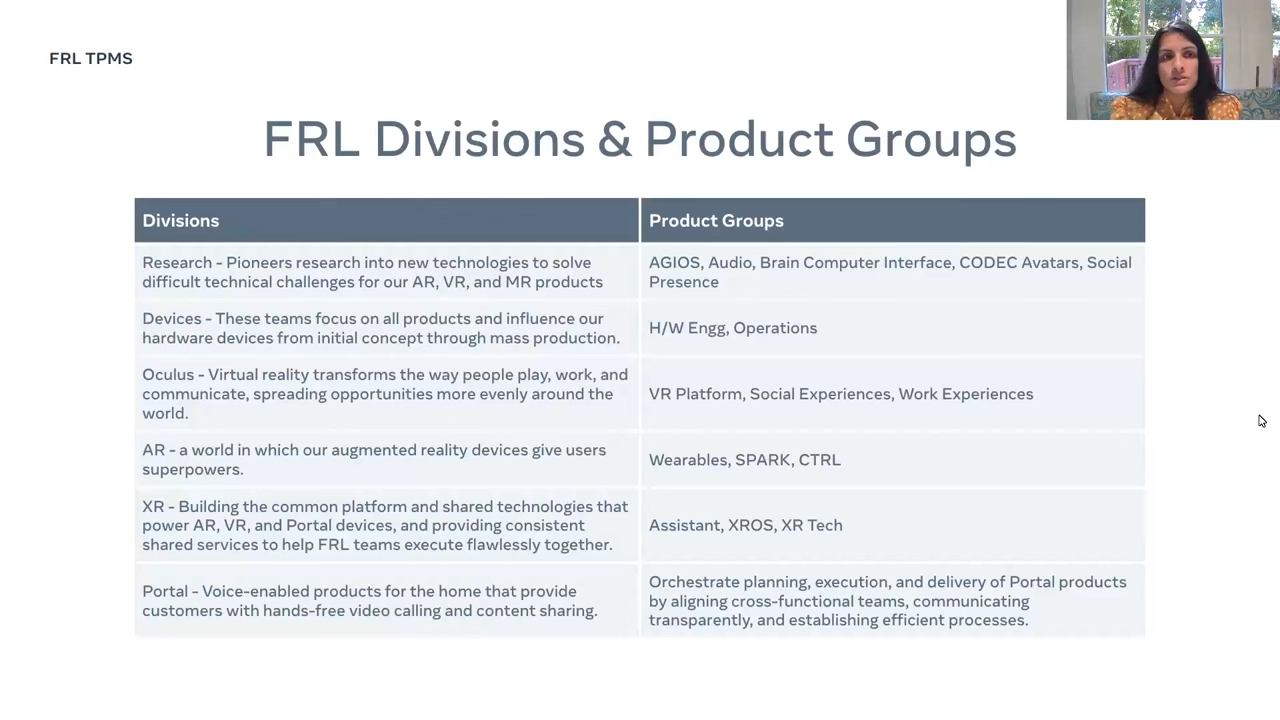 FRL TPMS
FRL Divisions & Product Groups
Divisions
Product Groups
Research - Pioneers research into new technologies to solve
difficult technical challenges for our AR, VR, and MR products
AGIOS, Audio, Brain Computer Interface, CODEC Avatars, Social
Presence
Devices - These teams focus on all products and influence our
hardware devices from initial concept through mass production.
H/W Engg, Operations
Oculus - Virtual reality transforms the way people play, work, and
communicate, spreading opportunities more evenly around the
world.
VR Platform, Social Experiences, Work Experiences
AR - a world in which our augmented reality devices give users
superpowers.
Wearables, SPARK, CTRL
XR - Building the common platform and shared technologies that
power AR, VR, and Portal devices, and providing consistent
shared services to help FRL teams execute flawlessly together.
Assistant, XROS, XR Tech
Portal - Voice-enabled products for the home that provide
customers with hands-free video calling and content sharing.
Orchestrate planning, execution, and delivery of Portal products
by aligning cross-functional teams, communicating
transparently, and establishing efficient processes.